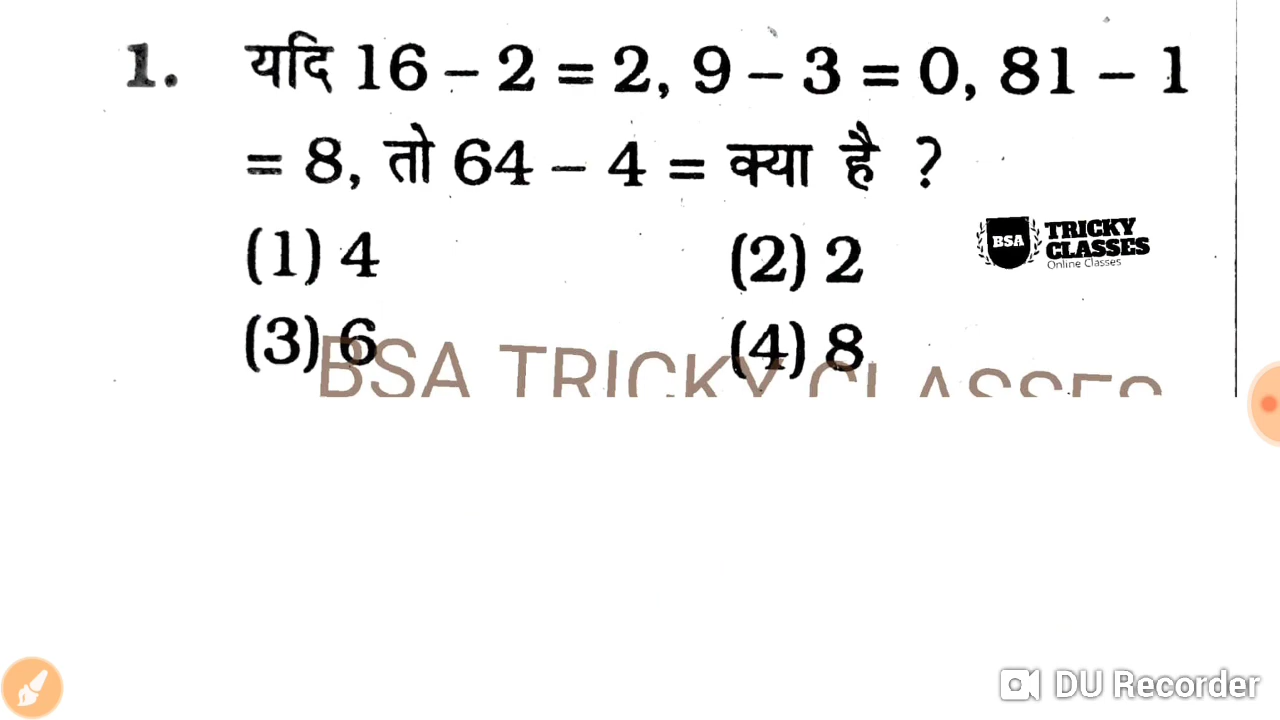 1. यदि 16 – 2 = 2, 9 – 3 = 0, 81 – 1
= 8, तो 64 – 4 = क्या है ?
(1) 4 (2) 2
BSA TRICKY CLASSES
Online Classes
(3) 6 (4) 8
BSA TRICKY CLASSES
DU Recorder